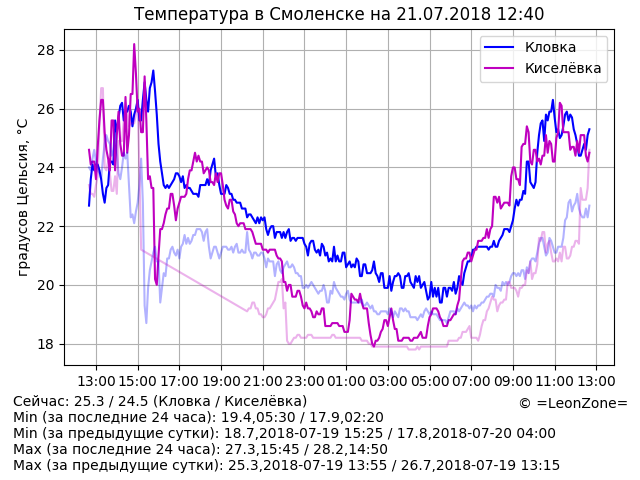 Температура в Смоленске на 21.07.2018 12:40
градусов Цельсия, °C
28
26
24
22
20
18
Кловка
Киселёвка
13:00 15:00 17:00 19:00 21:00 23:00 01:00 03:00 05:00 07:00 09:00 11:00 13:00
Сейчас: 25.3 / 24.5 (Кловка / Киселёвка)
© =LeonZone=
Min (за последние 24 часа): 19.4,05:30 / 17.9,02:20
Min (за предыдущие сутки): 18.7,2018-07-19 15:25 / 17.8,2018-07-20 04:00
Max (за последние 24 часа): 27.3,15:45 / 28.2,14:50
Max (за предыдущие сутки): 25.3,2018-07-19 13:55 / 26.7,2018-07-19 13:15